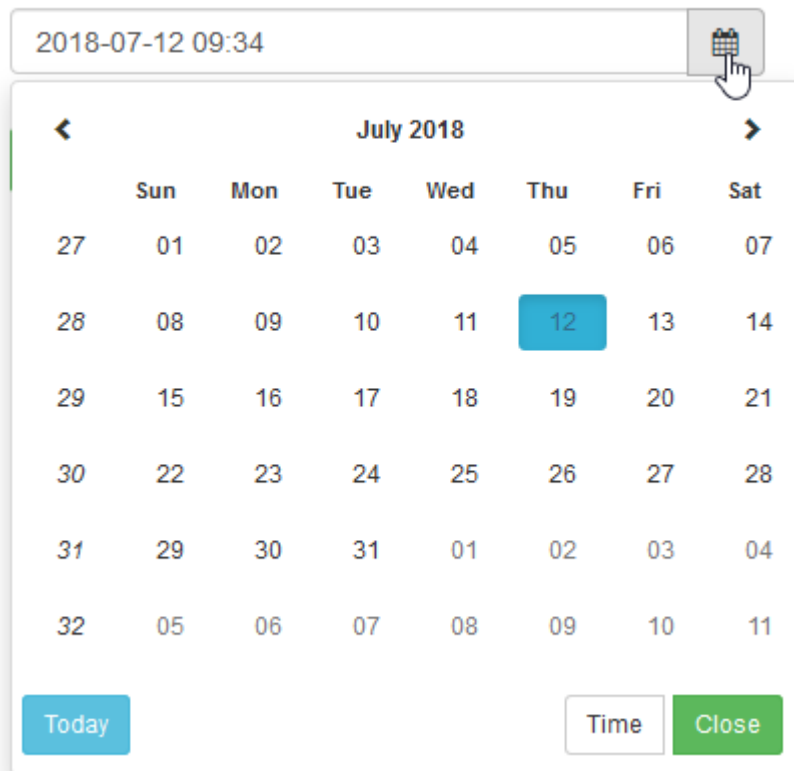 2018-07-12 09:34
July 2018
Sun Mon Tue Wed Thu Fri Sat
27 01 02 03 04 05 06 07
28 08 09 10 11 12 13 14
29 15 16 17 18 19 20 21
30 22 23 24 25 26 27 28
31 29 30 31 01 02 03 04
32 05 06 07 08 09 10 11
Today Time Close